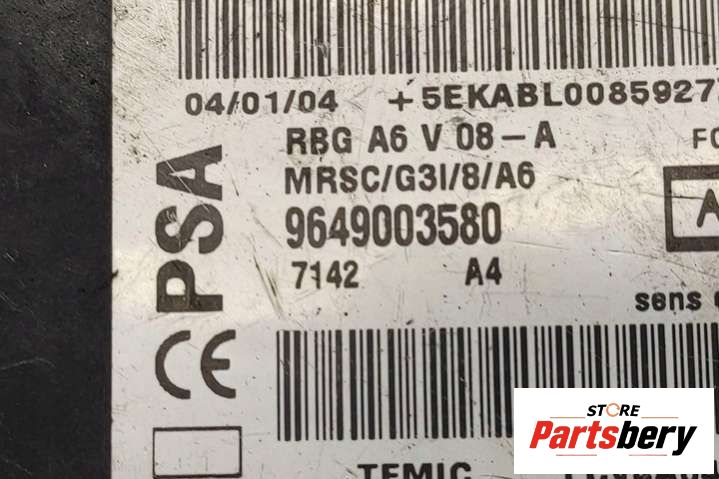 04/01/04 +5EKABL0085927
RBG A6 V 08-A
MRSC/G3I/8/A6
9649003580
7142 A4
PSA
CE
sens
TEMIC
STORE
Partsbery